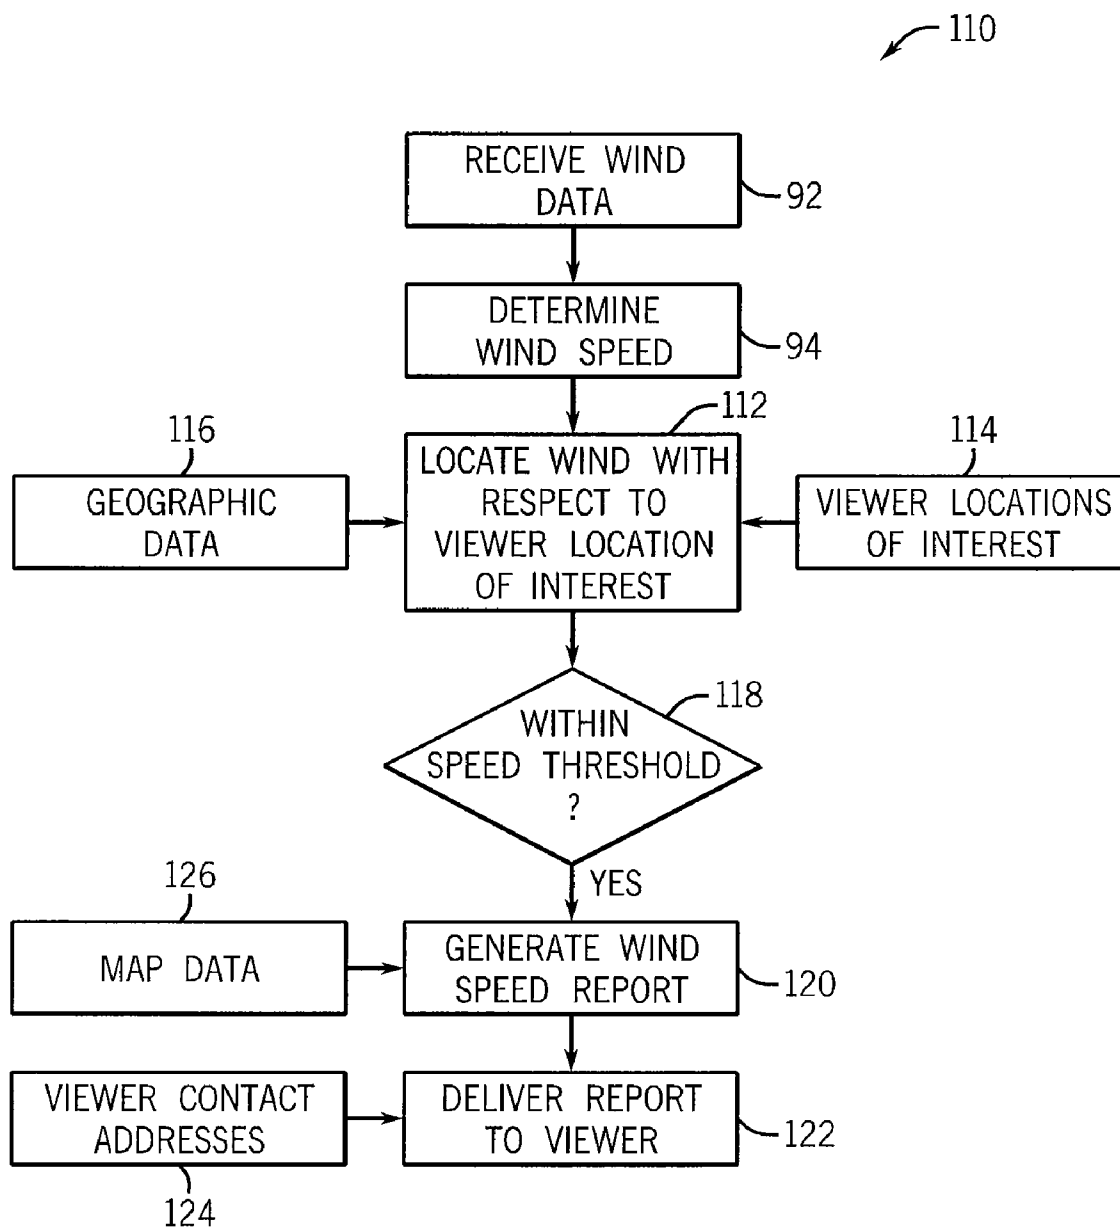 110
RECEIVE WIND
DATA
92
DETERMINE
WIND SPEED
94
112
116
114
LOCATE WIND WITH
RESPECT TO
VIEWER LOCATION
OF INTEREST
GEOGRAPHIC
DATA
VIEWER LOCATIONS
OF INTEREST
118
WITHIN
SPEED THRESHOLD
?
YES
126
MAP DATA
GENERATE WIND
SPEED REPORT
120
VIEWER CONTACT
ADDRESSES
124
DELIVER REPORT
TO VIEWER
122